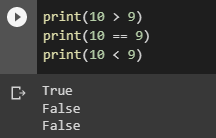 print(10 > 9)
print(10 == 9)
print(10 < 9)
True
False
False